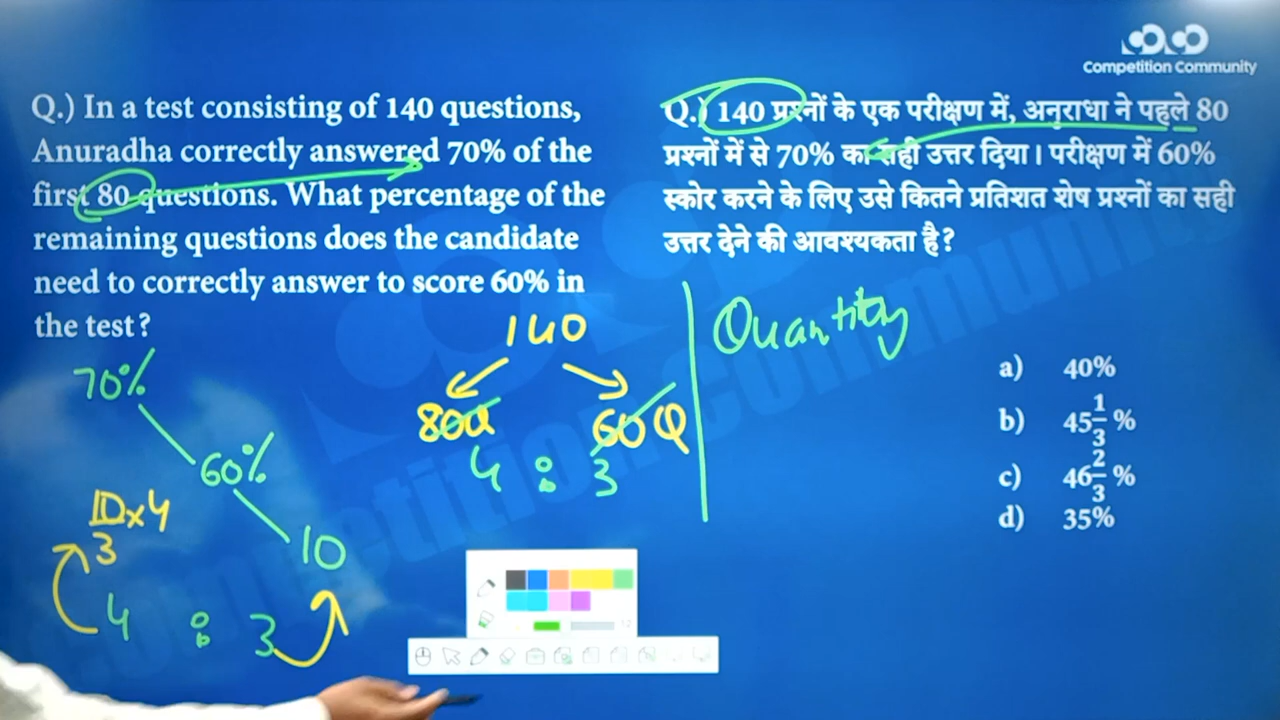 Competition Community
Q.) In a test consisting of 140 questions,
Anuradha correctly answered 70% of the
first 80 questions. What percentage of the
remaining questions does the candidate
need to correctly answer to score 60% in
the test?
Q.) 140 प्रश्नों के एक परीक्षण में, अनुराधा ने पहले 80
प्रश्नों में से 70% का सही उत्तर दिया। परीक्षण में 60%
स्कोर करने के लिए उसे कितने प्रतिशत शेष प्रश्नों का सही
उत्तर देने की आवश्यकता है?
a) 40%
b) 45 1/3 %
c) 46 2/3 %
d) 35%
70%
60%
10
10x4
3
4 : 3
140
80Q 60Q
4 : 3
Quantity